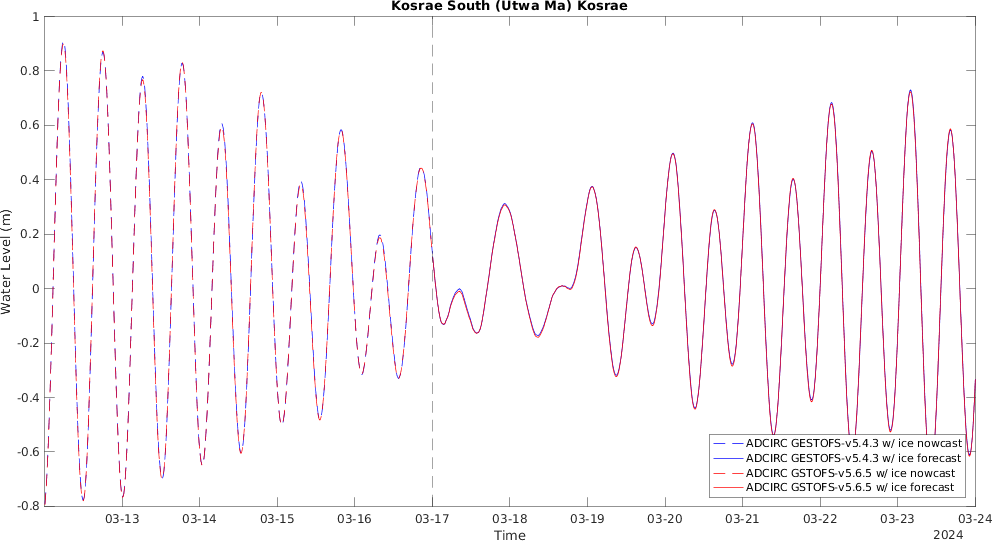 Kosrae South (Utwa Ma) Kosrae
Water Level (m)
1
0.8
0.6
0.4
0.2
0
-0.2
-0.4
-0.6
-0.8
ADCIRC GESTOFS-v5.4.3 w/ ice nowcast
ADCIRC GESTOFS-v5.4.3 w/ ice forecast
ADCIRC GSTOFS-v5.6.5 w/ ice nowcast
ADCIRC GSTOFS-v5.6.5 w/ ice forecast
03-13 03-14 03-15 03-16 03-17 03-18 03-19 03-20 03-21 03-22 03-23 03-24
Time
2024